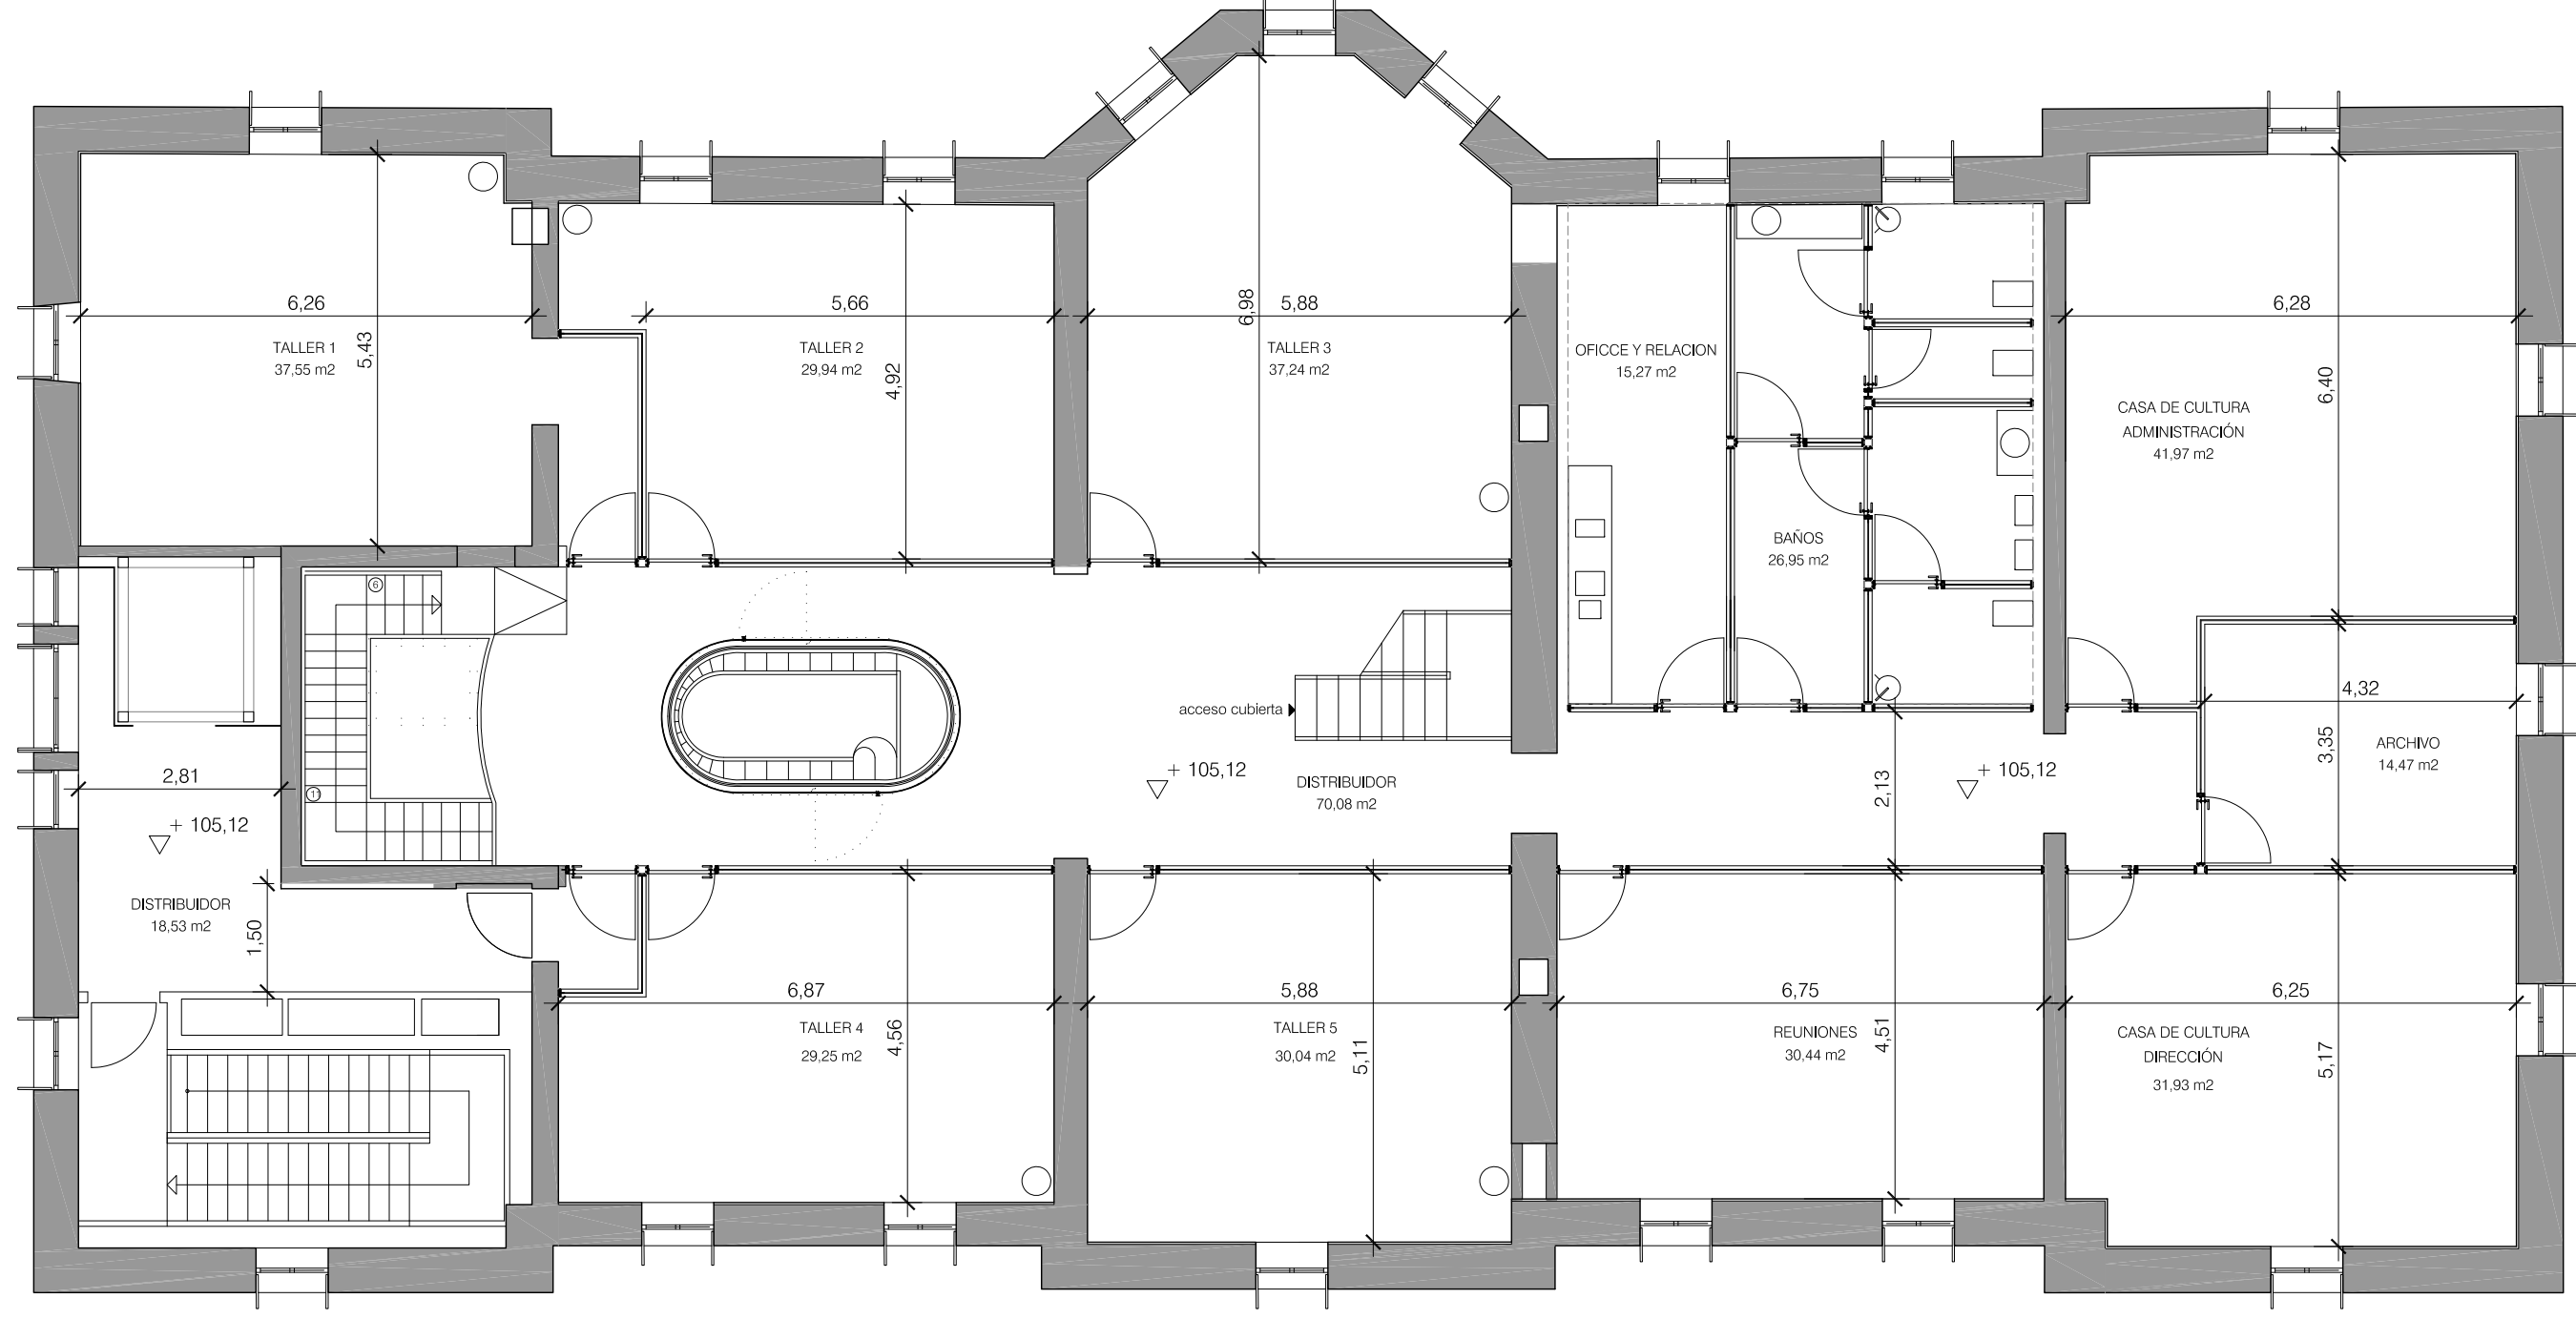 6,26
TALLER 1
37,55 m2
5,43
5,66
TALLER 2
29,94 m2
4,92
6,98
5,88
TALLER 3
37,24 m2
OFICCE Y RELACION
15,27 m2
BAÑOS
26,95 m2
6,28
6,40
CASA DE CULTURA
ADMINISTRACIÓN
41,97 m2
4,32
3,35
ARCHIVO
14,47 m2
6
11
2,81
+ 105,12
DISTRIBUIDOR
18,53 m2
1,50
acceso cubierta
+ 105,12
DISTRIBUIDOR
70,08 m2
2,13
+ 105,12
6,87
TALLER 4
29,25 m2
4,56
5,88
TALLER 5
30,04 m2
5,11
6,75
REUNIONES
30,44 m2
4,51
6,25
CASA DE CULTURA
DIRECCIÓN
31,93 m2
5,17